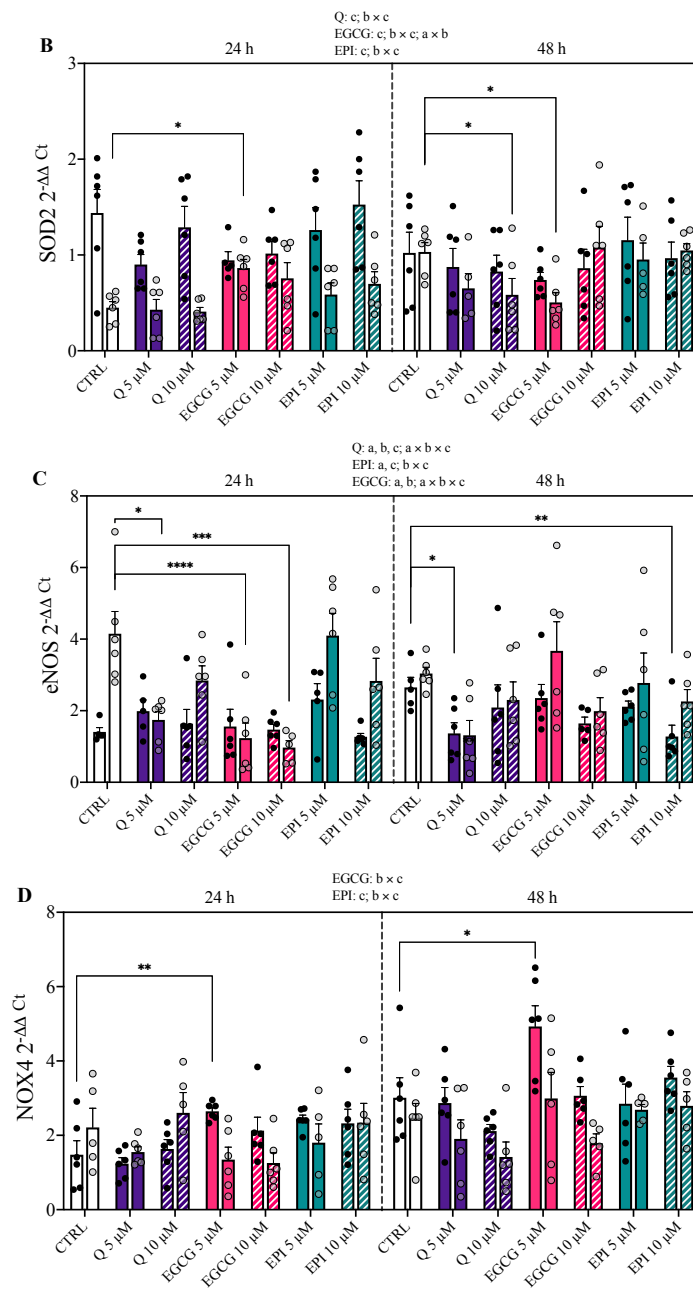 Q: c; b × c
EGCG: c; b × c; a × b
EPI: c; b × c
B
24 h
48 h
SOD2 2-ΔΔ Ct
3
2
1
0
*
*
*
CTRL
Q 5 μM
Q 10 μM
EGCG 5 μM
EGCG 10 μM
EPI 5 μM
EPI 10 μM
CTRL
Q 5 μM
Q 10 μM
EGCG 5 μM
EGCG 10 μM
EPI 5 μM
EPI 10 μM
Q: a, b, c; a × b × c
EPI: a, c; b × c
EGCG: a, b; a × b × c
C
24 h
48 h
eNOS 2-ΔΔ Ct
8
6
4
2
0
*
***
****
**
*
CTRL
Q 5 μM
Q 10 μM
EGCG 5 μM
EGCG 10 μM
EPI 5 μM
EPI 10 μM
CTRL
Q 5 μM
Q 10 μM
EGCG 5 μM
EGCG 10 μM
EPI 5 μM
EPI 10 μM
EGCG: b × c
EPI: c; b × c
D
24 h
48 h
NOX4 2-ΔΔ Ct
8
6
4
2
0
**
*
CTRL
Q 5 μM
Q 10 μM
EGCG 5 μM
EGCG 10 μM
EPI 5 μM
EPI 10 μM
CTRL
Q 5 μM
Q 10 μM
EGCG 5 μM
EGCG 10 μM
EPI 5 μM
EPI 10 μM